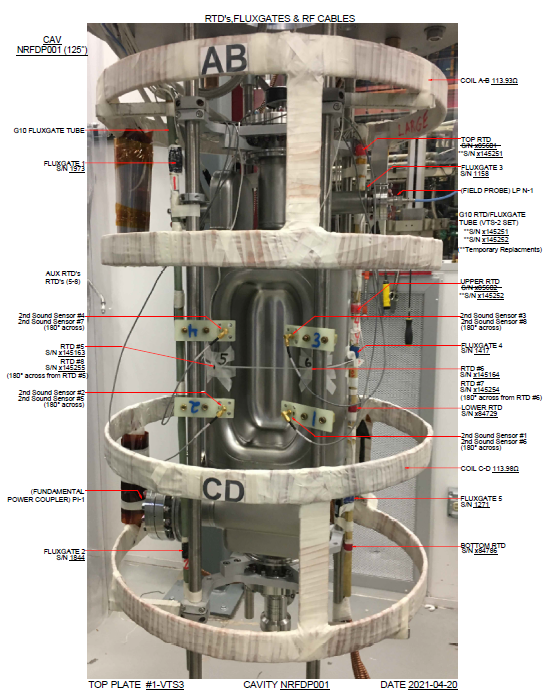 RTD's,FLUXGATES & RF CABLES
CAV
NRFDP001 (125°)
AB
COIL A-B 113.93Ω
LARGE
G10 FLUXGATE TUBE
FLUXGATE 1
S/N 1973
TOP RTD
**S/N x145251
FLUXGATE 3
S/N 1158
(FIELD PROBE) LP N-1
G10 RTD/FLUXGATE
TUBE (VTS-2 SET)
**S/N x145251
**S/N x145252
**Temporary Replacments)
AUX RTD's
RTD's (5-8)
UPPER RTD
**S/N x145252
2nd Sound Sensor #4
2nd Sound Sensor #7
(180° across)
4
3
2nd Sound Sensor #3
2nd Sound Sensor #8
(180° across)
RTD #5
S/N x145163
RTD #8
S/N x145255
(180° across from RTD #5)
5
6
FLUXGATE 4
S/N 1417
RTD #6
S/N x145164
RTD #7
S/N x145254
(180° across from RTD #6)
2nd Sound Sensor #2
2nd Sound Sensor #5
(180° across)
2
1
LOWER RTD
S/N x84729
2nd Sound Sensor #1
2nd Sound Sensor #6
(180° across)
COIL C-D 113.98Ω
CD
(FUNDAMENTAL
POWER COUPLER) PI-1
FLUXGATE 5
S/N 1271
FLUXGATE 2
S/N 1844
BOTTOM RTD
S/N x84786
TOP PLATE #1-VTS3
CAVITY NRFDP001
DATE 2021-04-20